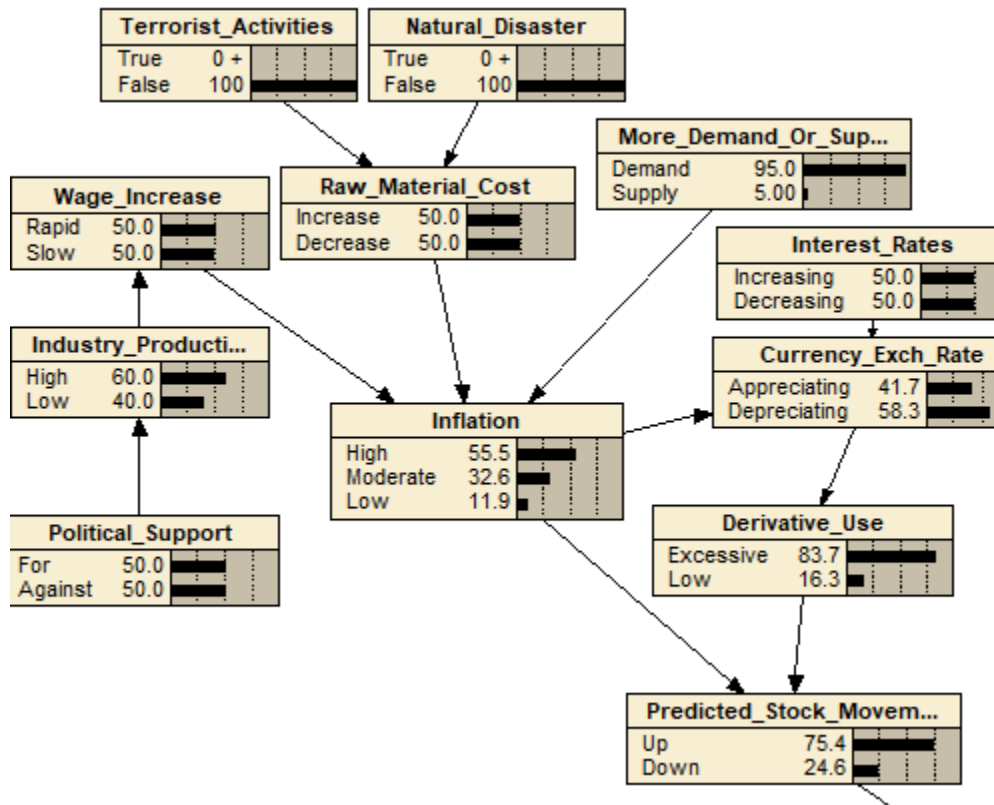 Terrorist_Activities
True 0 +
False 100
Natural_Disaster
True 0 +
False 100
More_Demand_Or_Sup...
Demand 95.0
Supply 5.00
Wage_Increase
Rapid 50.0
Slow 50.0
Raw_Material_Cost
Increase 50.0
Decrease 50.0
Interest_Rates
Increasing 50.0
Decreasing 50.0
Industry_Producti...
High 60.0
Low 40.0
Currency_Exch_Rate
Appreciating 41.7
Depreciating 58.3
Inflation
High 55.5
Moderate 32.6
Low 11.9
Political_Support
For 50.0
Against 50.0
Derivative_Use
Excessive 83.7
Low 16.3
Predicted_Stock_Movem...
Up 75.4
Down 24.6